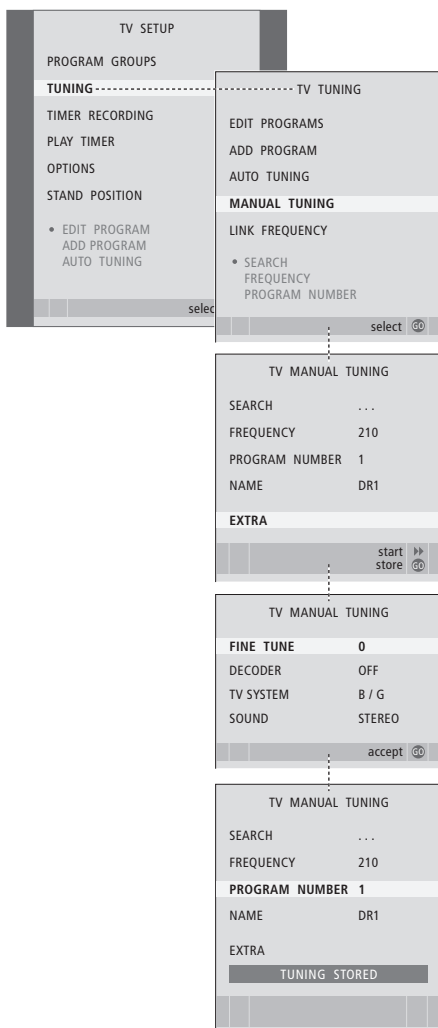 TV SETUP
PROGRAM GROUPS
TUNING
TIMER RECORDING
PLAY TIMER
OPTIONS
STAND POSITION
• EDIT PROGRAM
ADD PROGRAM
AUTO TUNING
selec
TV TUNING
EDIT PROGRAMS
ADD PROGRAM
AUTO TUNING
MANUAL TUNING
LINK FREQUENCY
• SEARCH
FREQUENCY
PROGRAM NUMBER
select GO
TV MANUAL TUNING
SEARCH . . .
FREQUENCY 210
PROGRAM NUMBER 1
NAME DR1
EXTRA
start
store GO
TV MANUAL TUNING
FINE TUNE 0
DECODER OFF
TV SYSTEM B / G
SOUND STEREO
accept GO
TV MANUAL TUNING
SEARCH . . .
FREQUENCY 210
PROGRAM NUMBER 1
NAME DR1
EXTRA
TUNING STORED